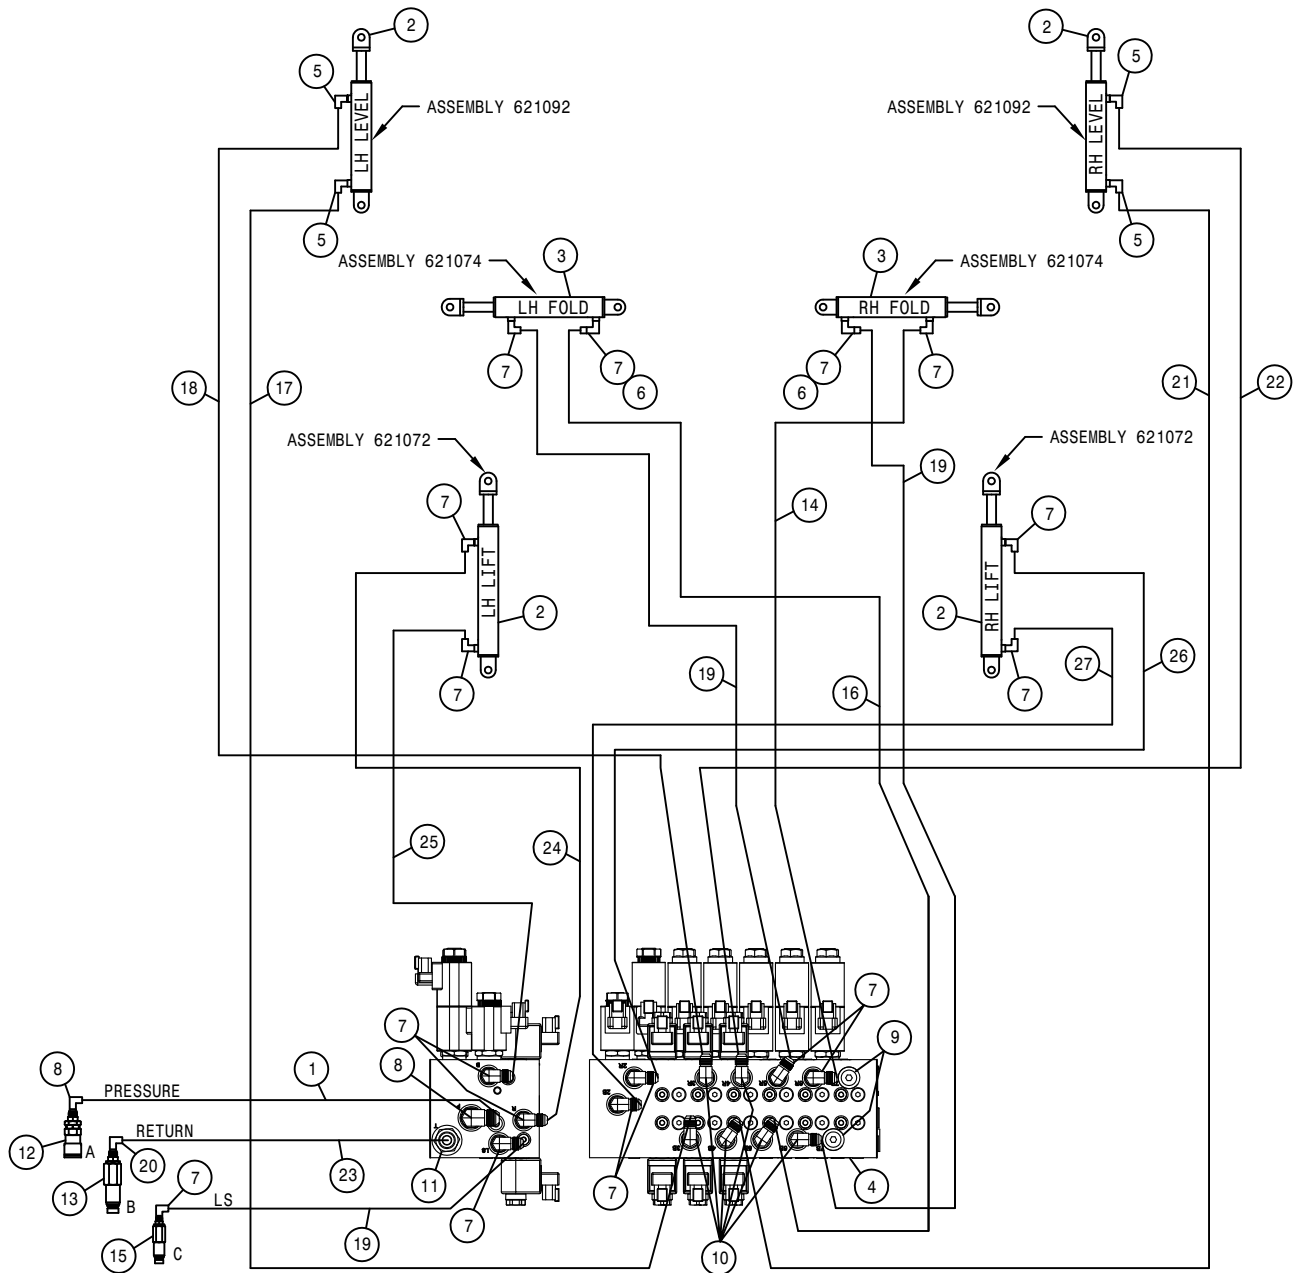 2
2
5
5
ASSEMBLY 621092
LH LEVEL
ASSEMBLY 621092
RH LEVEL
5
5
ASSEMBLY 621074
3
3
ASSEMBLY 621074
LH FOLD
RH FOLD
7
7
6
7
6
7
18
17
21
22
ASSEMBLY 621072
ASSEMBLY 621072
19
7
14
7
LH LIFT
2
2
RH LIFT
7
19
16
27
26
7
25
24
7
7
9
8
8
1
PRESSURE
12
A
RETURN
20
23
11
13
B
7
LS
7
7
4
19
15
C
10